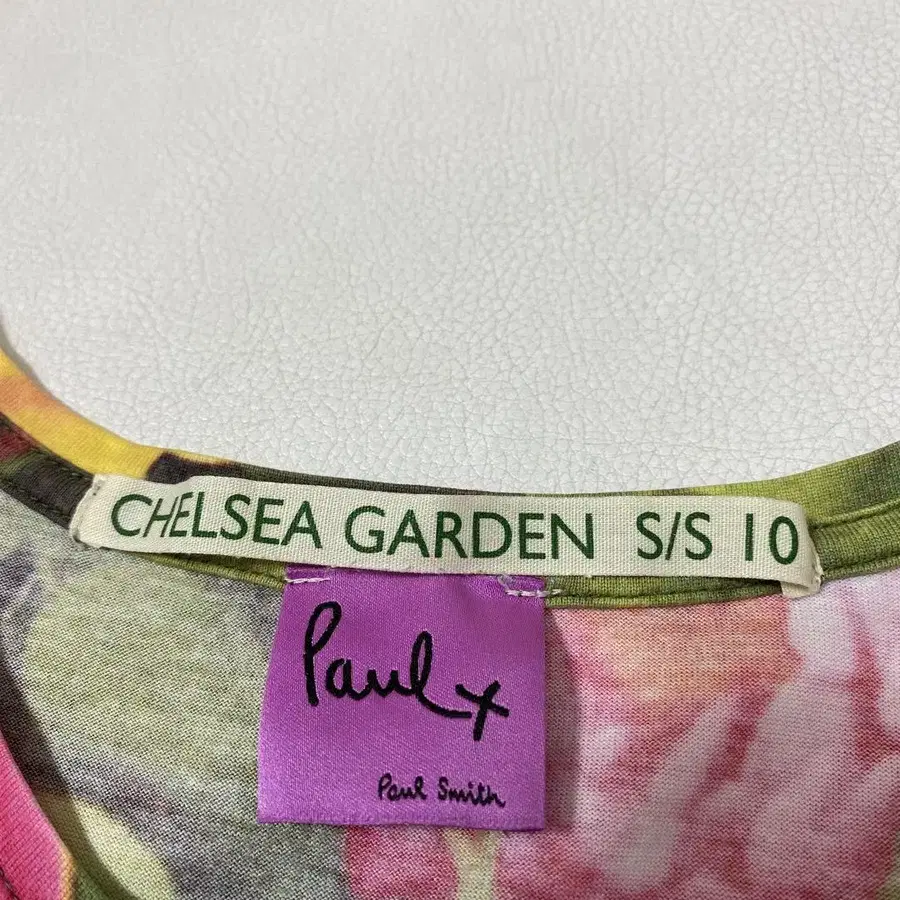 CHELSEA GARDEN S/S 10
Paul x
Paul Smith